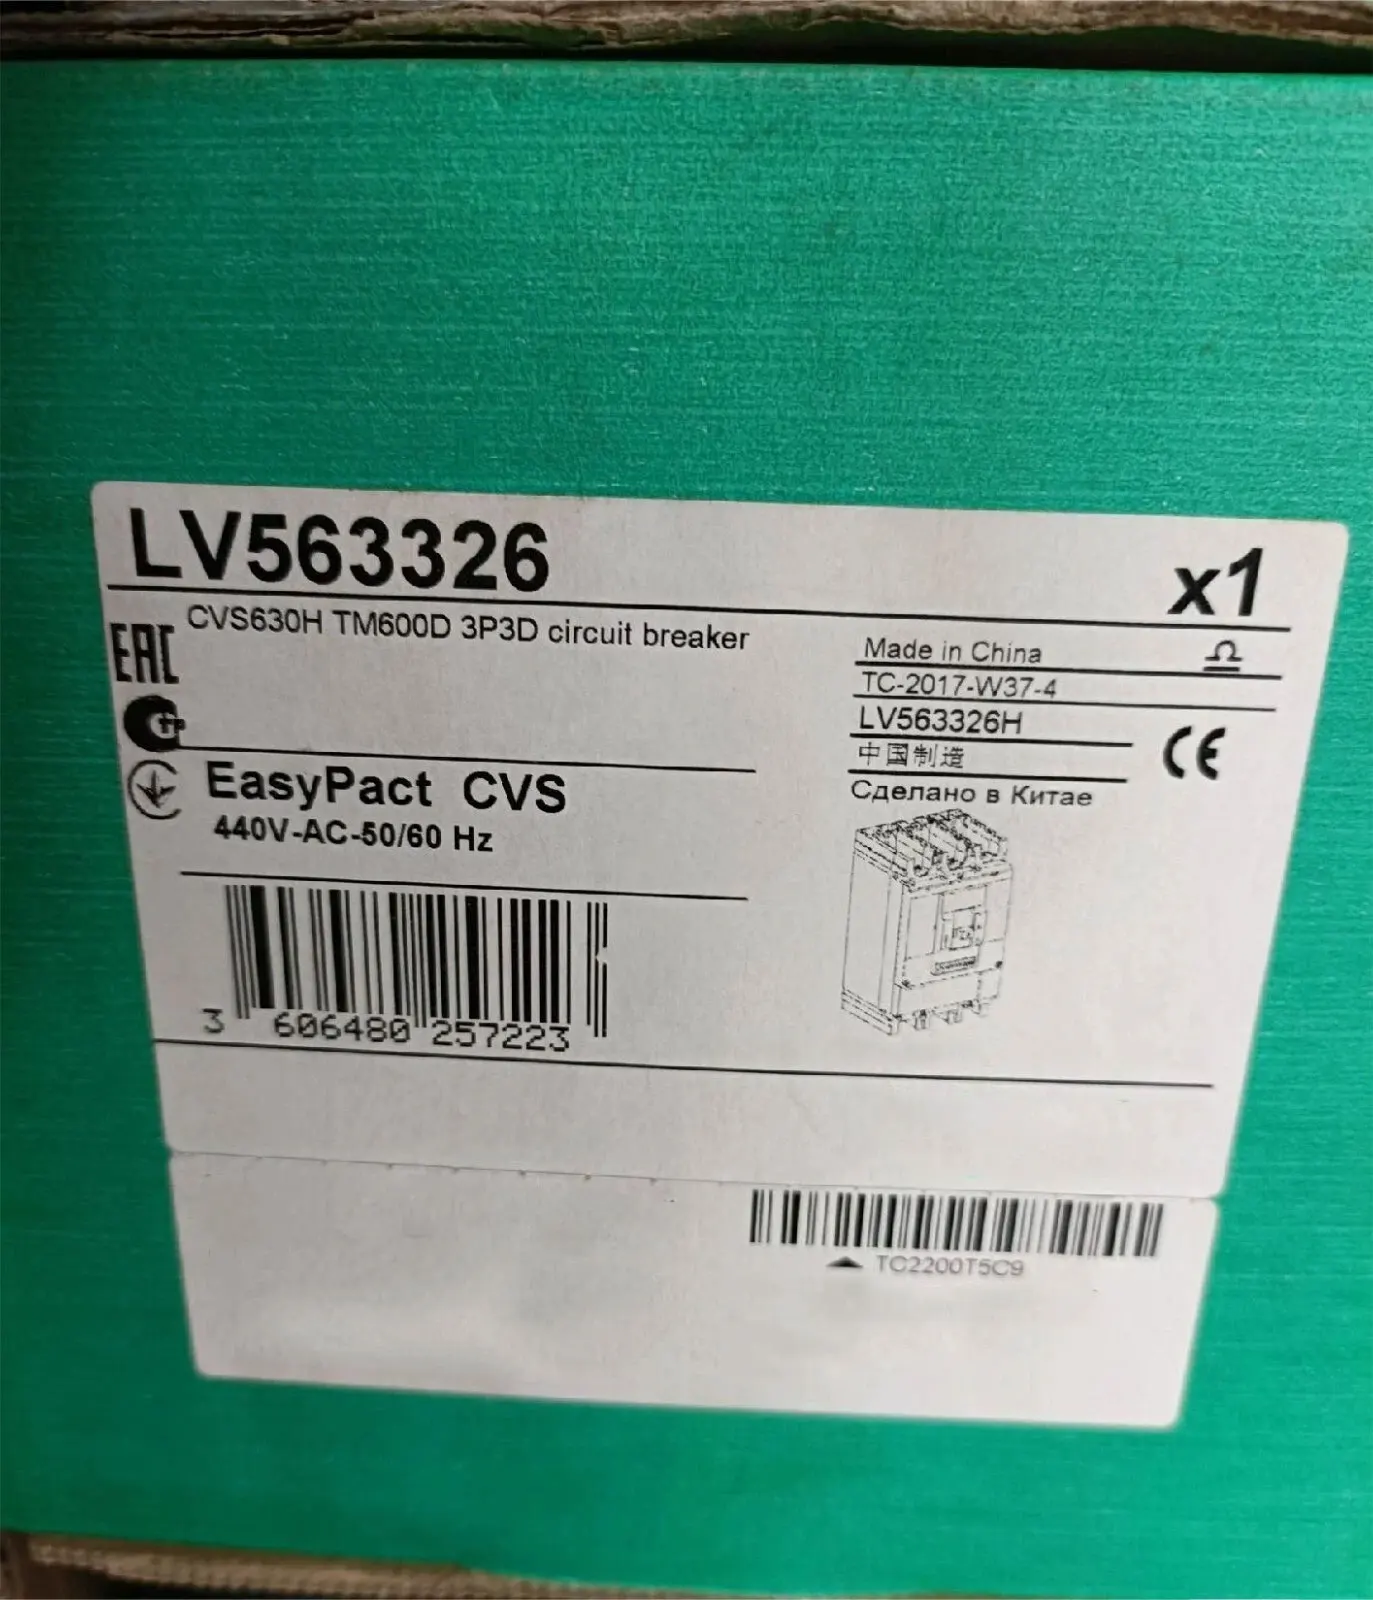 LV563326
x1
CVS630H TM600D 3P3D circuit breaker
EAC
Made in China
TC-2017-W37-4
LV563326H
中国制造
CE
Сделано в Китае
EasyPact CVS
440V-AC-50/60 Hz
3 606480 257223
TC2200T5C9